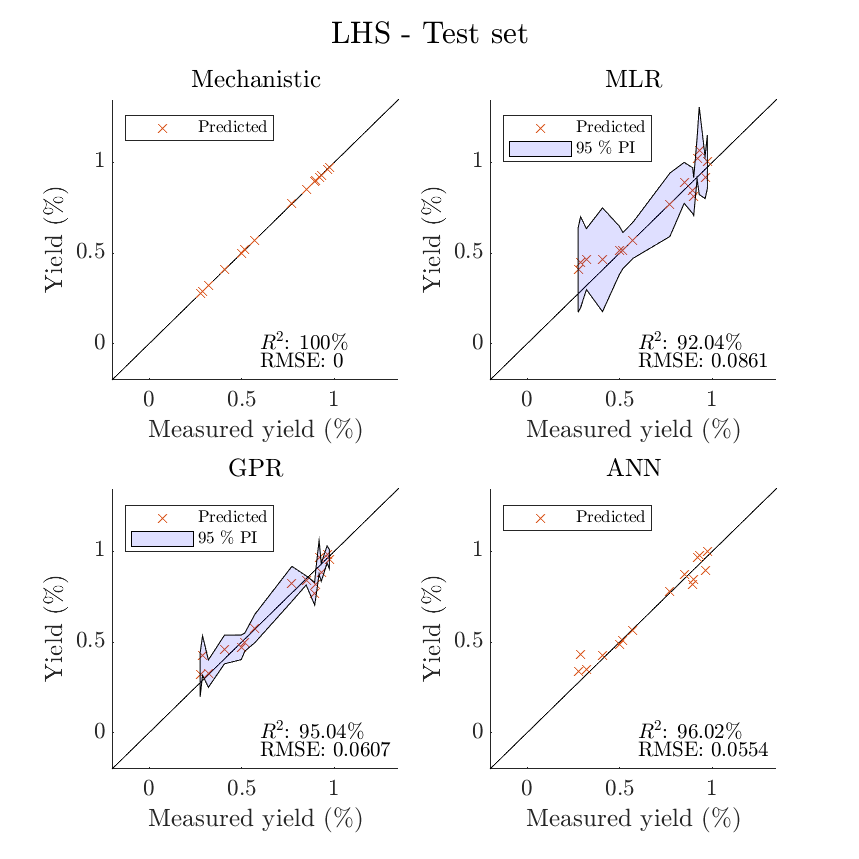 LHS - Test set
Mechanistic
Predicted
1
0.5
0
Yield (%)
R²: 100%
RMSE: 0
0 0.5 1
Measured yield (%)
MLR
Predicted
95 % PI
1
0.5
0
Yield (%)
R²: 92.04%
RMSE: 0.0861
0 0.5 1
Measured yield (%)
GPR
Predicted
95 % PI
1
0.5
0
Yield (%)
R²: 95.04%
RMSE: 0.0607
0 0.5 1
Measured yield (%)
ANN
Predicted
1
0.5
0
Yield (%)
R²: 96.02%
RMSE: 0.0554
0 0.5 1
Measured yield (%)